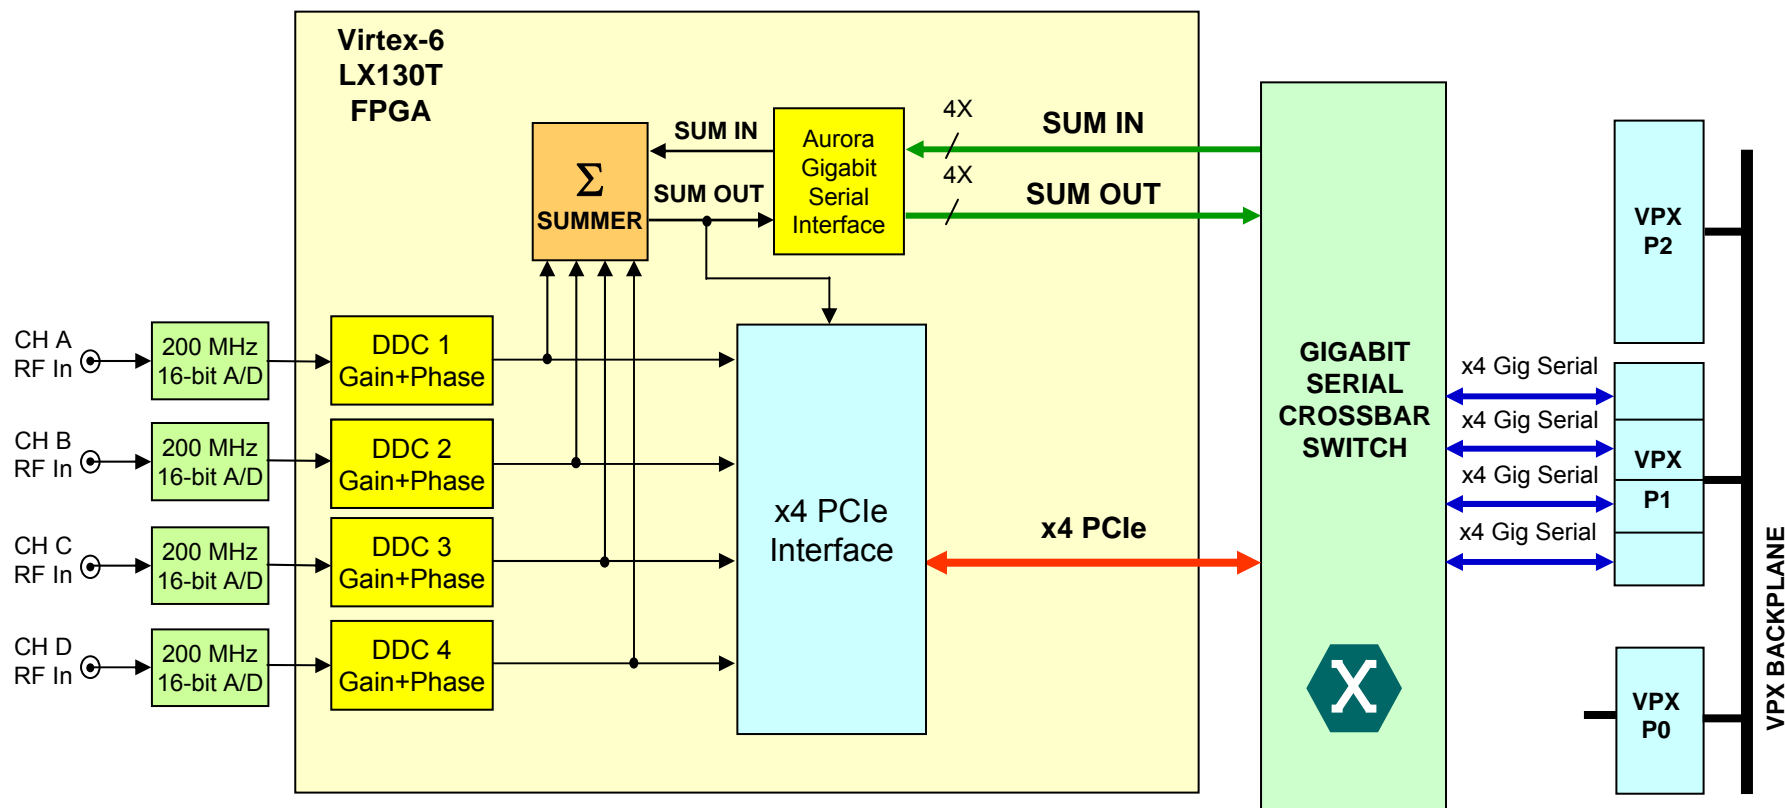 Virtex-6
LX130T
FPGA
Σ
SUMMER
SUM IN
SUM OUT
Aurora
Gigabit
Serial
Interface
4X
SUM IN
4X
SUM OUT
CH A
RF In
200 MHz
16-bit A/D
DDC 1
Gain+Phase
CH B
RF In
200 MHz
16-bit A/D
DDC 2
Gain+Phase
CH C
RF In
200 MHz
16-bit A/D
DDC 3
Gain+Phase
CH D
RF In
200 MHz
16-bit A/D
DDC 4
Gain+Phase
x4 PCIe
Interface
x4 PCIe
GIGABIT
SERIAL
CROSSBAR
SWITCH
X
x4 Gig Serial
x4 Gig Serial
x4 Gig Serial
x4 Gig Serial
VPX
P2
VPX
P1
VPX
P0
VPX BACKPLANE